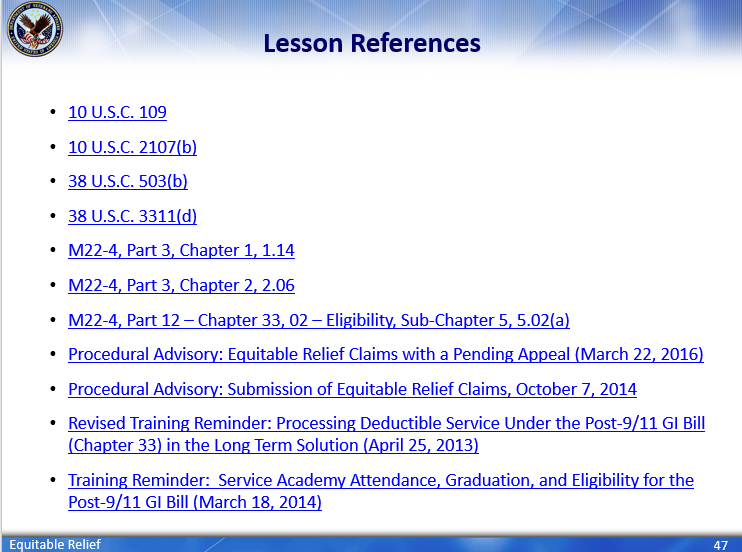 Lesson References
• 10 U.S.C. 109
• 10 U.S.C. 2107(b)
• 38 U.S.C. 503(b)
• 38 U.S.C. 3311(d)
• M22-4, Part 3, Chapter 1, 1.14
• M22-4, Part 3, Chapter 2, 2.06
• M22-4, Part 12 – Chapter 33, 02 – Eligibility, Sub-Chapter 5, 5.02(a)
• Procedural Advisory: Equitable Relief Claims with a Pending Appeal (March 22, 2016)
• Procedural Advisory: Submission of Equitable Relief Claims, October 7, 2014
• Revised Training Reminder: Processing Deductible Service Under the Post-9/11 GI Bill
(Chapter 33) in the Long Term Solution (April 25, 2013)
• Training Reminder:  Service Academy Attendance, Graduation, and Eligibility for the
Post-9/11 GI Bill (March 18, 2014)
Equitable Relief
47